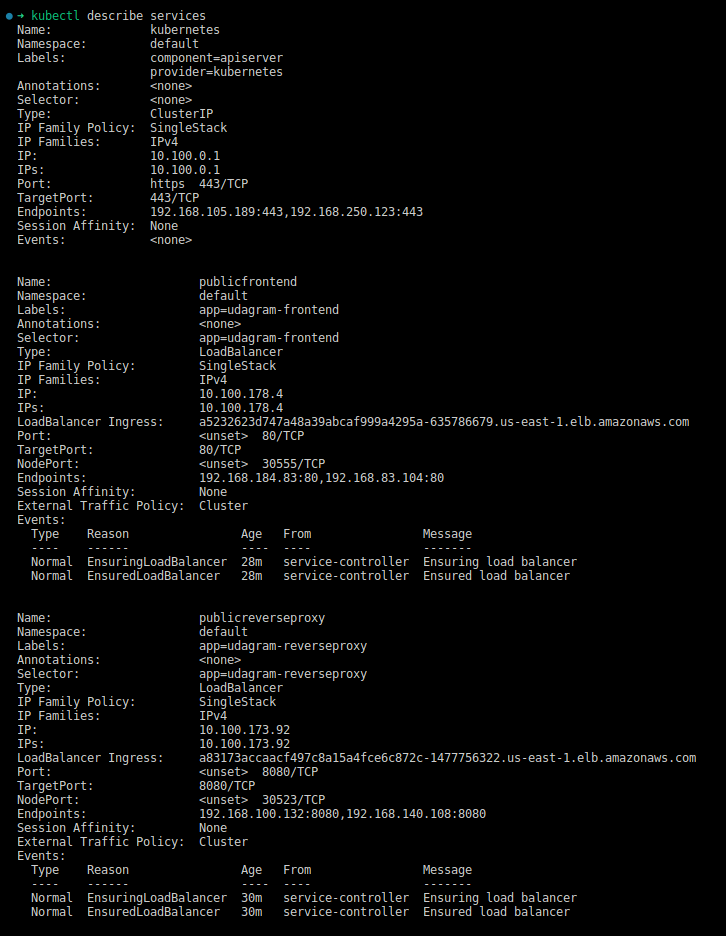 ➜ kubectl describe services
Name:              kubernetes
Namespace:         default
Labels:            component=apiserver
                   provider=kubernetes
Annotations:       <none>
Selector:          <none>
Type:              ClusterIP
IP Family Policy:  SingleStack
IP Families:       IPv4
IP:                10.100.0.1
IPs:               10.100.0.1
Port:              https  443/TCP
TargetPort:        443/TCP
Endpoints:         192.168.105.189:443,192.168.250.123:443
Session Affinity:  None
Events:            <none>

Name:                     publicfrontend
Namespace:                default
Labels:                   app=udagram-frontend
Annotations:              <none>
Selector:                 app=udagram-frontend
Type:                     LoadBalancer
IP Family Policy:         SingleStack
IP Families:              IPv4
IP:                       10.100.178.4
IPs:                      10.100.178.4
LoadBalancer Ingress:     a5232623d747a48a39abcaf999a4295a-635786679.us-east-1.elb.amazonaws.com
Port:                     <unset>  80/TCP
TargetPort:               80/TCP
NodePort:                 <unset>  30555/TCP
Endpoints:                192.168.184.83:80,192.168.83.104:80
Session Affinity:         None
External Traffic Policy:  Cluster
Events:
  Type    Reason                Age   From                Message
  ----    ------                ----  ----                -------
  Normal  EnsuringLoadBalancer  28m   service-controller  Ensuring load balancer
  Normal  EnsuredLoadBalancer   28m   service-controller  Ensured load balancer

Name:                     publicreverseproxy
Namespace:                default
Labels:                   app=udagram-reverseproxy
Annotations:              <none>
Selector:                 app=udagram-reverseproxy
Type:                     LoadBalancer
IP Family Policy:         SingleStack
IP Families:              IPv4
IP:                       10.100.173.92
IPs:                      10.100.173.92
LoadBalancer Ingress:     a83173accaacf497c8a15a4fce6c872c-1477756322.us-east-1.elb.amazonaws.com
Port:                     <unset>  8080/TCP
TargetPort:               8080/TCP
NodePort:                 <unset>  30523/TCP
Endpoints:                192.168.100.132:8080,192.168.140.108:8080
Session Affinity:         None
External Traffic Policy:  Cluster
Events:
  Type    Reason                Age   From                Message
  ----    ------                ----  ----                -------
  Normal  EnsuringLoadBalancer  30m   service-controller  Ensuring load balancer
  Normal  EnsuredLoadBalancer   30m   service-controller  Ensured load balancer